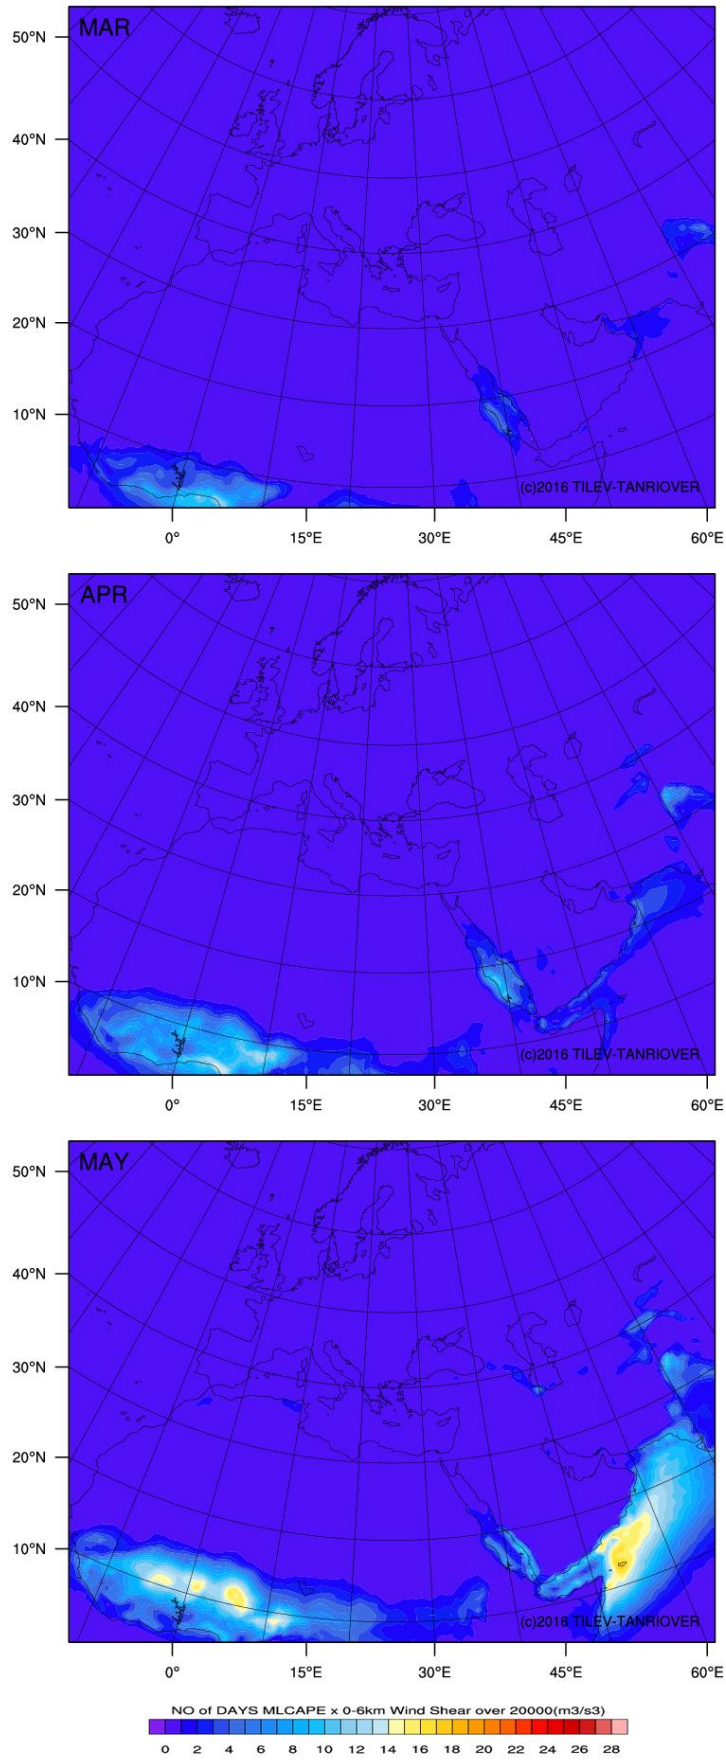 MAR
50°N
40°N
30°N
20°N
10°N
(c)2016 TILEV-TANRIOVER
0° 15°E 30°E 45°E 60°E
APR
50°N
40°N
30°N
20°N
10°N
(c)2016 TILEV-TANRIOVER
0° 15°E 30°E 45°E 60°E
MAY
50°N
40°N
30°N
20°N
10°N
(c)2016 TILEV-TANRIOVER
0° 15°E 30°E 45°E 60°E
NO of DAYS MLCAPE x 0-6km Wind Shear over 20000(m3/s3)
0 2 4 6 8 10 12 14 16 18 20 22 24 26 28